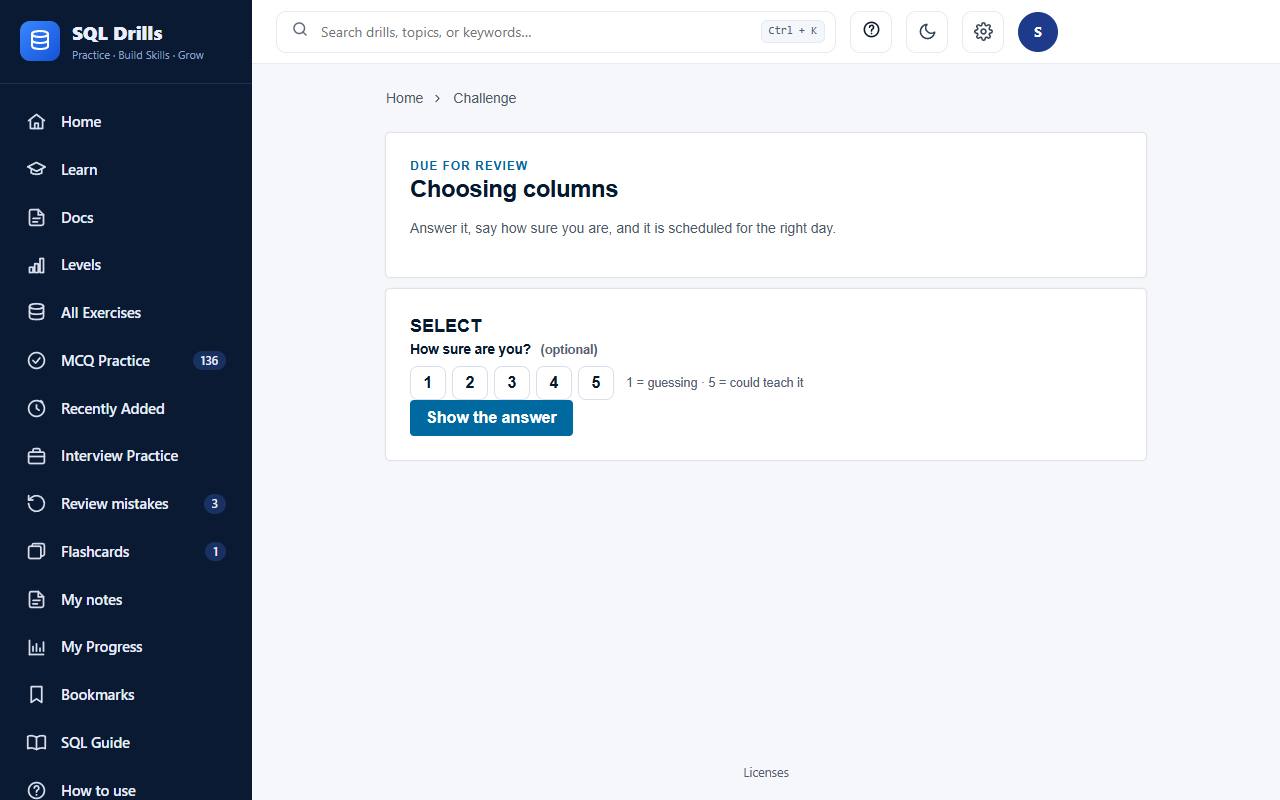 SQL Drills
Practice · Build Skills · Grow
Home
Learn
Docs
Levels
All Exercises
MCQ Practice 136
Recently Added
Interview Practice
Review mistakes 3
Flashcards 1
My notes
My Progress
Bookmarks
SQL Guide
How to use
Search drills, topics, or keywords... Ctrl + K
S
Home › Challenge
DUE FOR REVIEW
Choosing columns
Answer it, say how sure you are, and it is scheduled for the right day.
SELECT
How sure are you? (optional)
1 2 3 4 5 1 = guessing · 5 = could teach it
Show the answer
Licenses